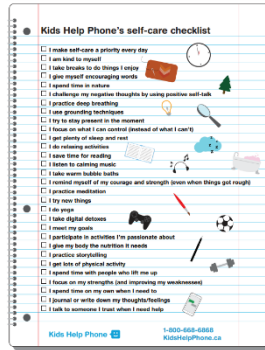 Kids Help Phone's self-care checklist
I make self-care a priority every day
I am kind to myself
I take breaks to do things I enjoy
I give myself encouraging words
I spend time in nature
I challenge my negative thoughts by using positive self-talk
I practice deep breathing
I use grounding techniques
I try to stay present in the moment
I focus on what I can control (instead of what I can't)
I get plenty of sleep and rest
I do relaxing activities
I save time for reading
I listen to calming music
I take warm bubble baths
I remind myself of my courage and strength (even when things get rough)
I practice meditation
I try new things
I do yoga
I take digital detoxes
I meet my goals
I participate in activities I'm passionate about
I give my body the nutrition it needs
I practice storytelling
I get lots of physical activity
I spend time with people who lift me up
I focus on my strengths (and improving my weaknesses)
I spend time on my own when I need to
I journal or write down my thoughts/feelings
I talk to someone I trust when I need help
Kids Help Phone
1-800-668-6868
KidsHelpPhone.ca